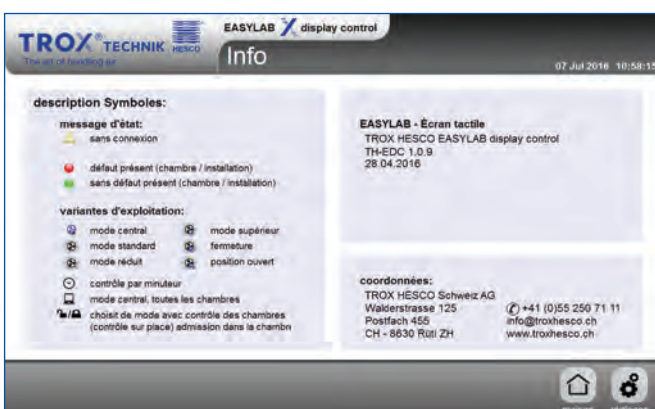 TROX® TECHNIK
The art of handling air
HESCO
EASYLAB X display control
Info
07 Jul 2016 10:58:15
description Symboles:
message d'état:
sans connexion
défaut présent (chambre / installation)
sans défaut présent (chambre / installation)
variantes d'exploitation:
mode central
mode supérieur
mode standard
fermeture
mode réduit
position ouvert
contrôle par minuteur
mode central, toutes les chambres
choisit de mode avec contrôle des chambres
(contrôle sur place) admission dans la chambn
EASYLAB - Écran tactile
TROX HESCO EASYLAB display control
TH-EDC 1.0.9
28.04.2016
coordonnées:
TROX HESCO Schweiz AG
Walderstrasse 125
Postfach 455
CH - 8630 Rüti ZH
+41 (0)55 250 71 11
info@troxhesco.ch
www.troxhesco.ch